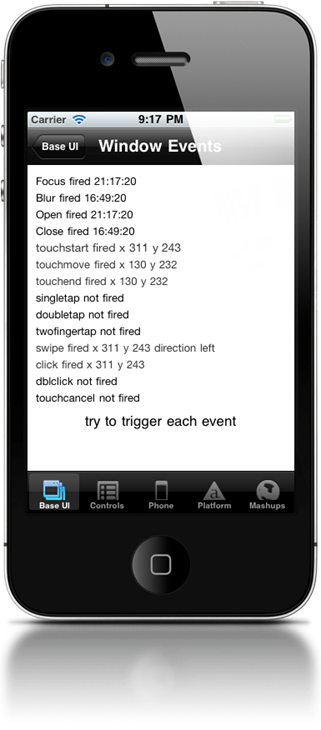 Carrier 9:17 PM
Base UI Window Events
Focus fired 21:17:20
Blur fired 16:49:20
Open fired 21:17:20
Close fired 16:49:20
touchstart fired x 311 y 243
touchmove fired x 130 y 232
touchend fired x 130 y 232
singletap not fired
doubletap not fired
twofingertap not fired
swipe fired x 311 y 243 direction left
click fired x 311 y 243
dblclick not fired
touchcancel not fired
try to trigger each event
Base UI Controls Phone Platform Mashups